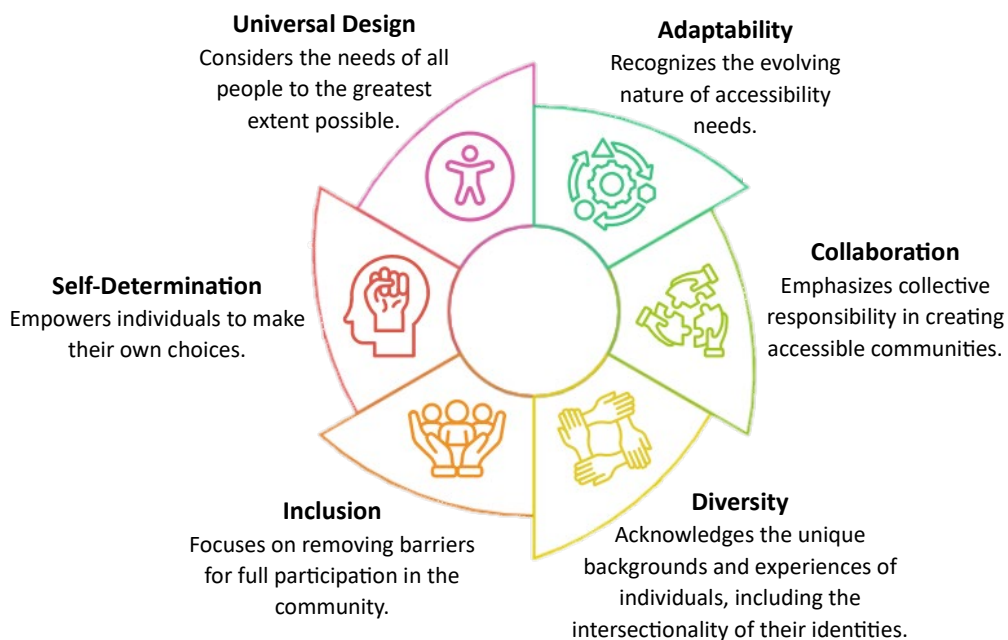 Universal Design
Considers the needs of all
people to the greatest
extent possible.
Adaptability
Recognizes the evolving
nature of accessibility
needs.
Collaboration
Emphasizes collective
responsibility in creating
accessible communities.
Diversity
Acknowledges the unique
backgrounds and experiences of
individuals, including the
intersectionality of their identities.
Inclusion
Focuses on removing barriers
for full participation in the
community.
Self-Determination
Empowers individuals to make
their own choices.